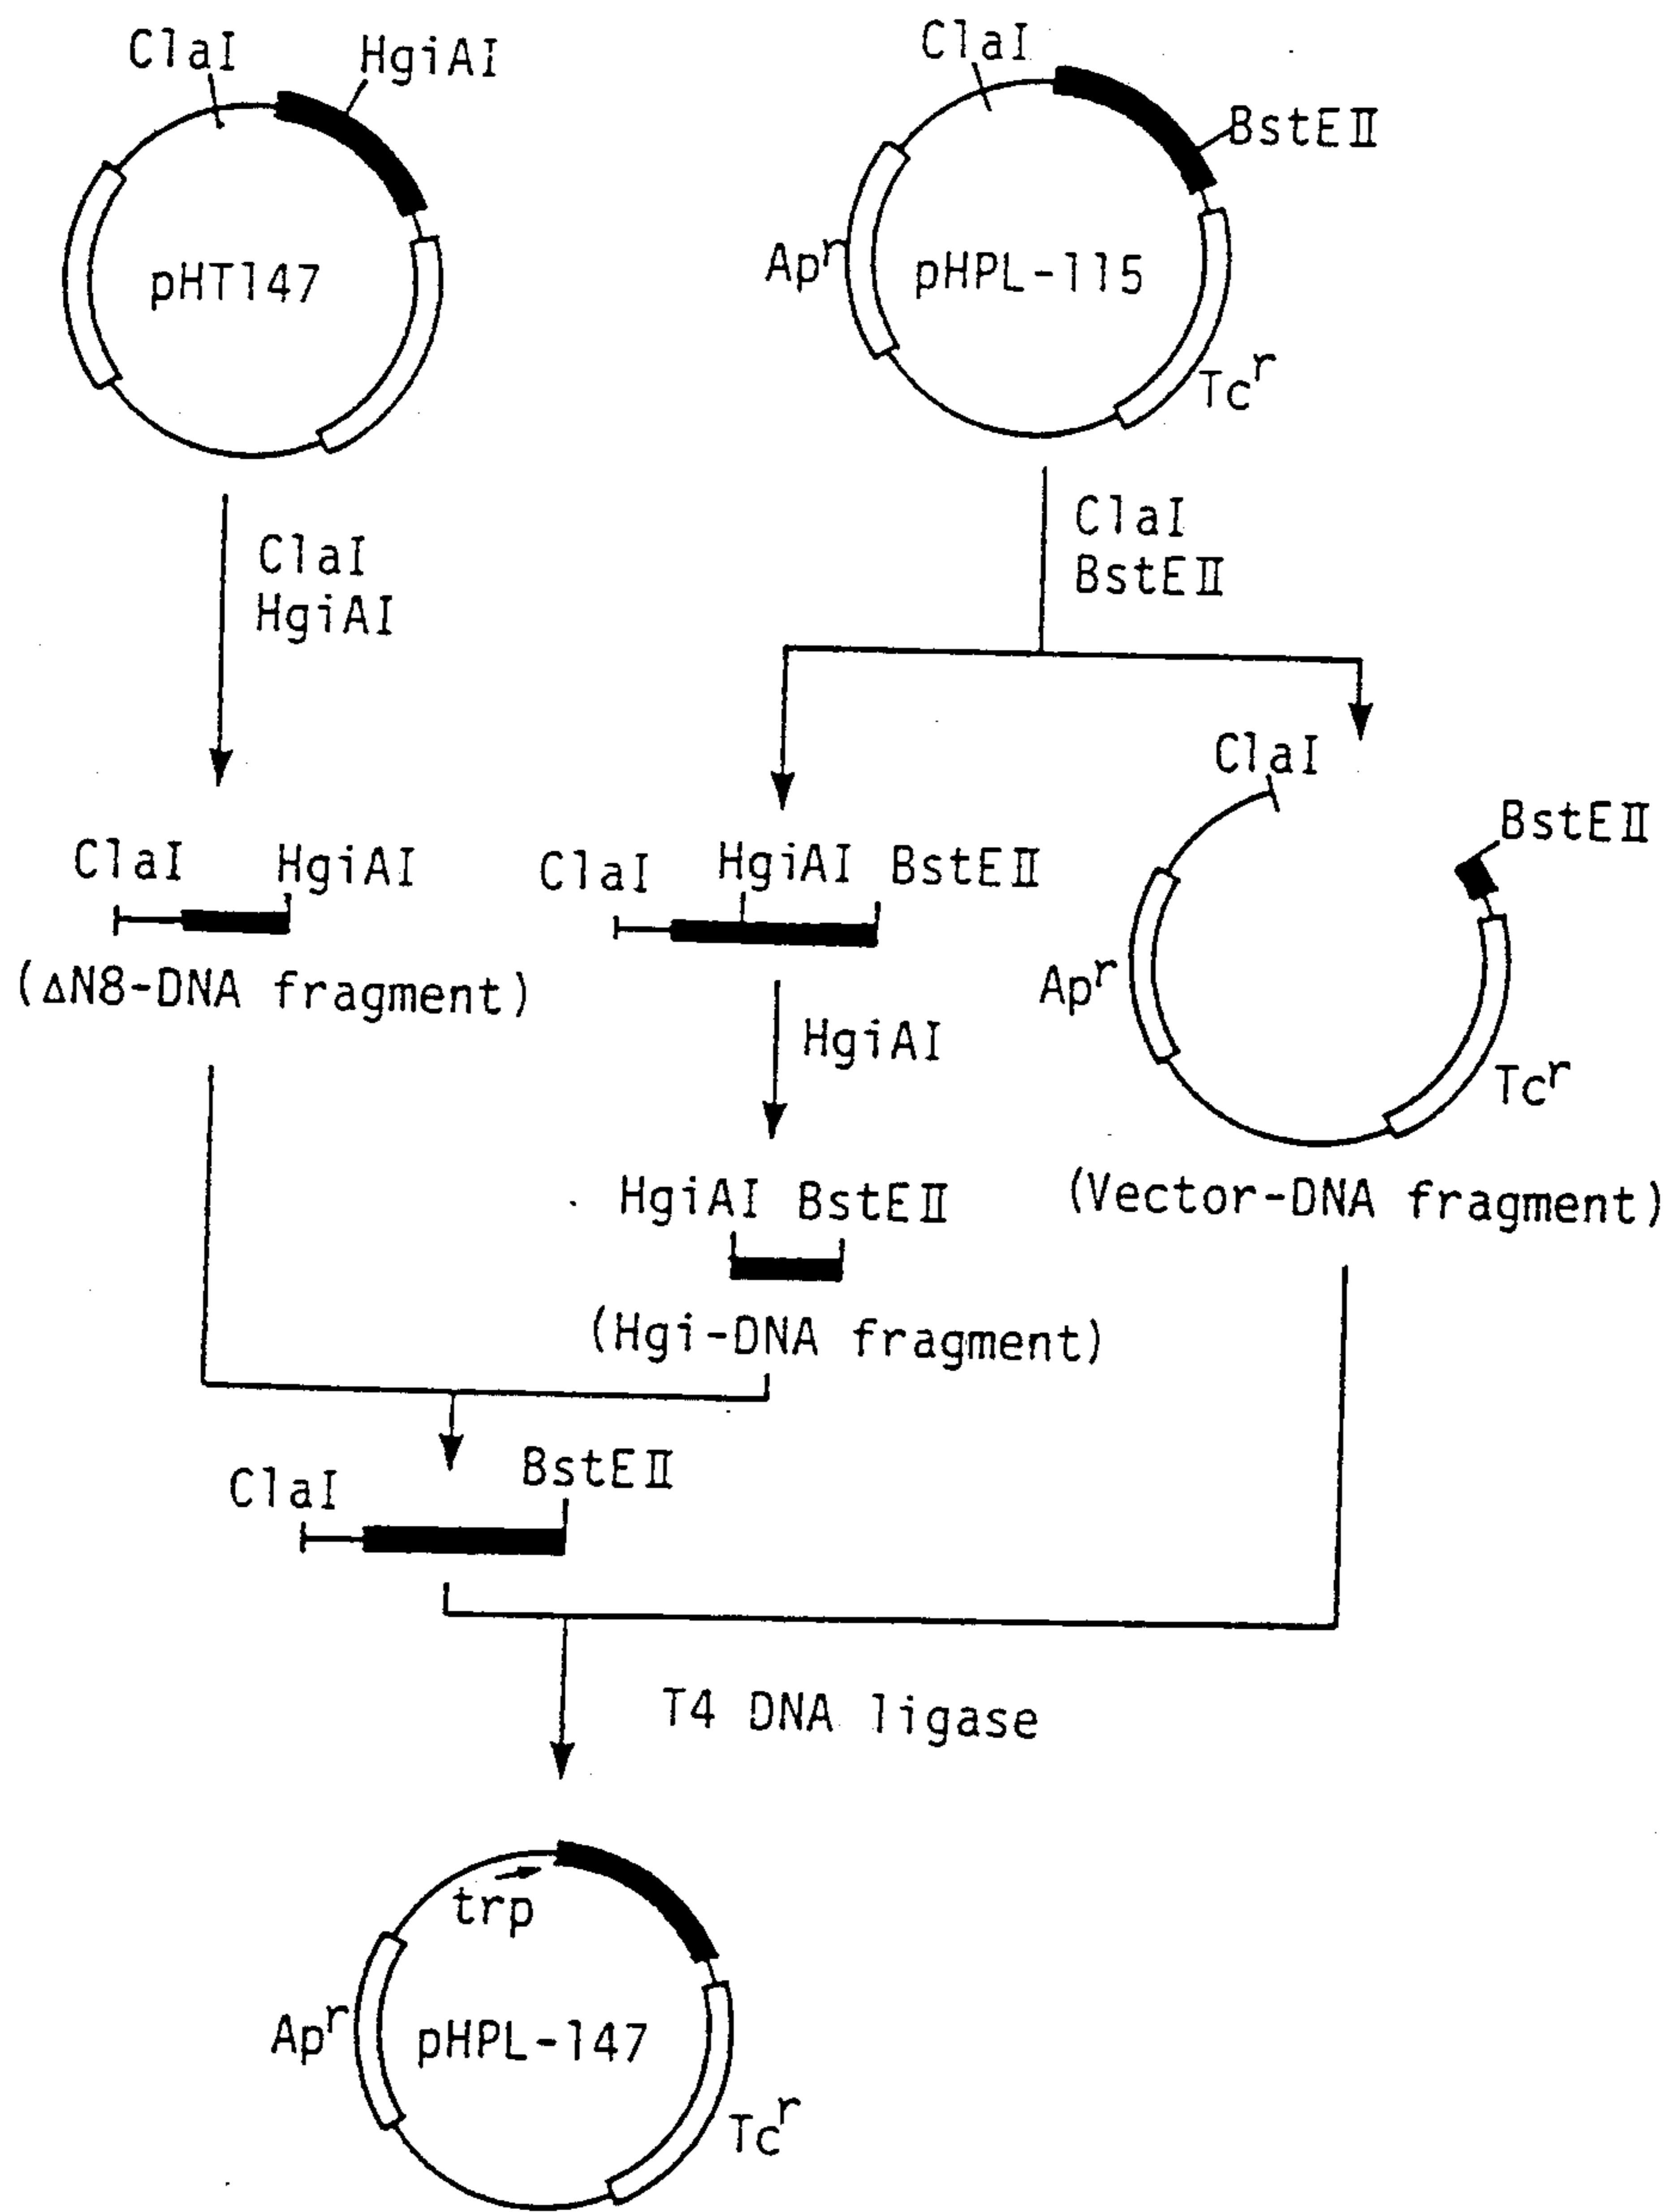 ClaI
HgiAI
pHT147
ClaI
BstEⅡ
Apʳ
pHPL-115
Tcʳ
ClaI
HgiAI
ClaI
BstEⅡ
ClaI
HgiAI
(ΔN8-DNA fragment)
ClaI
HgiAI
BstEⅡ
HgiAI
ClaI
BstEⅡ
Apʳ
Tcʳ
(Vector-DNA fragment)
HgiAI
BstEⅡ
(Hgi-DNA fragment)
ClaI
BstEⅡ
T4 DNA ligase
trp
Apʳ
pHPL-147
Tcʳ